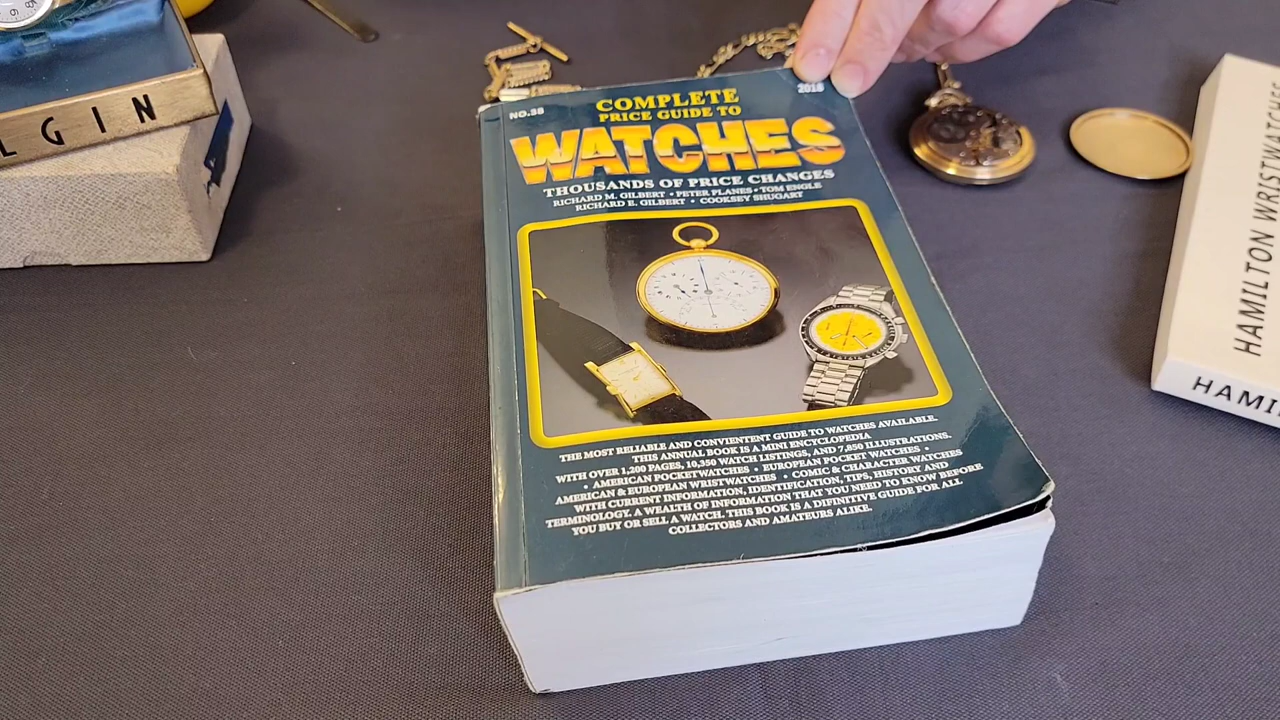 LGIN
NO.38
2018
COMPLETE
PRICE GUIDE TO
WATCHES
THOUSANDS OF PRICE CHANGES
RICHARD M. GILBERT • PETER PLANES • TOM ENGLE
RICHARD E. GILBERT • COOKSEY SHUGART
THE MOST RELIABLE AND CONVIENTENT GUIDE TO WATCHES AVAILABLE.
THIS ANNUAL BOOK IS A MINI ENCYCLOPEDIA
WITH OVER 1,200 PAGES, 10,350 WATCH LISTINGS, AND 7,850 ILLUSTRATIONS.
• AMERICAN POCKETWATCHES • EUROPEAN POCKET WATCHES •
AMERICAN & EUROPEAN WRISTWATCHES • COMIC & CHARACTER WATCHES
WITH CURRENT INFORMATION, IDENTIFICATION, TIPS, HISTORY AND
TERMINOLOGY. A WEALTH OF INFORMATION THAT YOU NEED TO KNOW BEFORE
YOU BUY OR SELL A WATCH. THIS BOOK IS A DIFINITIVE GUIDE FOR ALL
COLLECTORS AND AMATEURS ALIKE.
HAMILTON WRISTWATCHES
HAMI